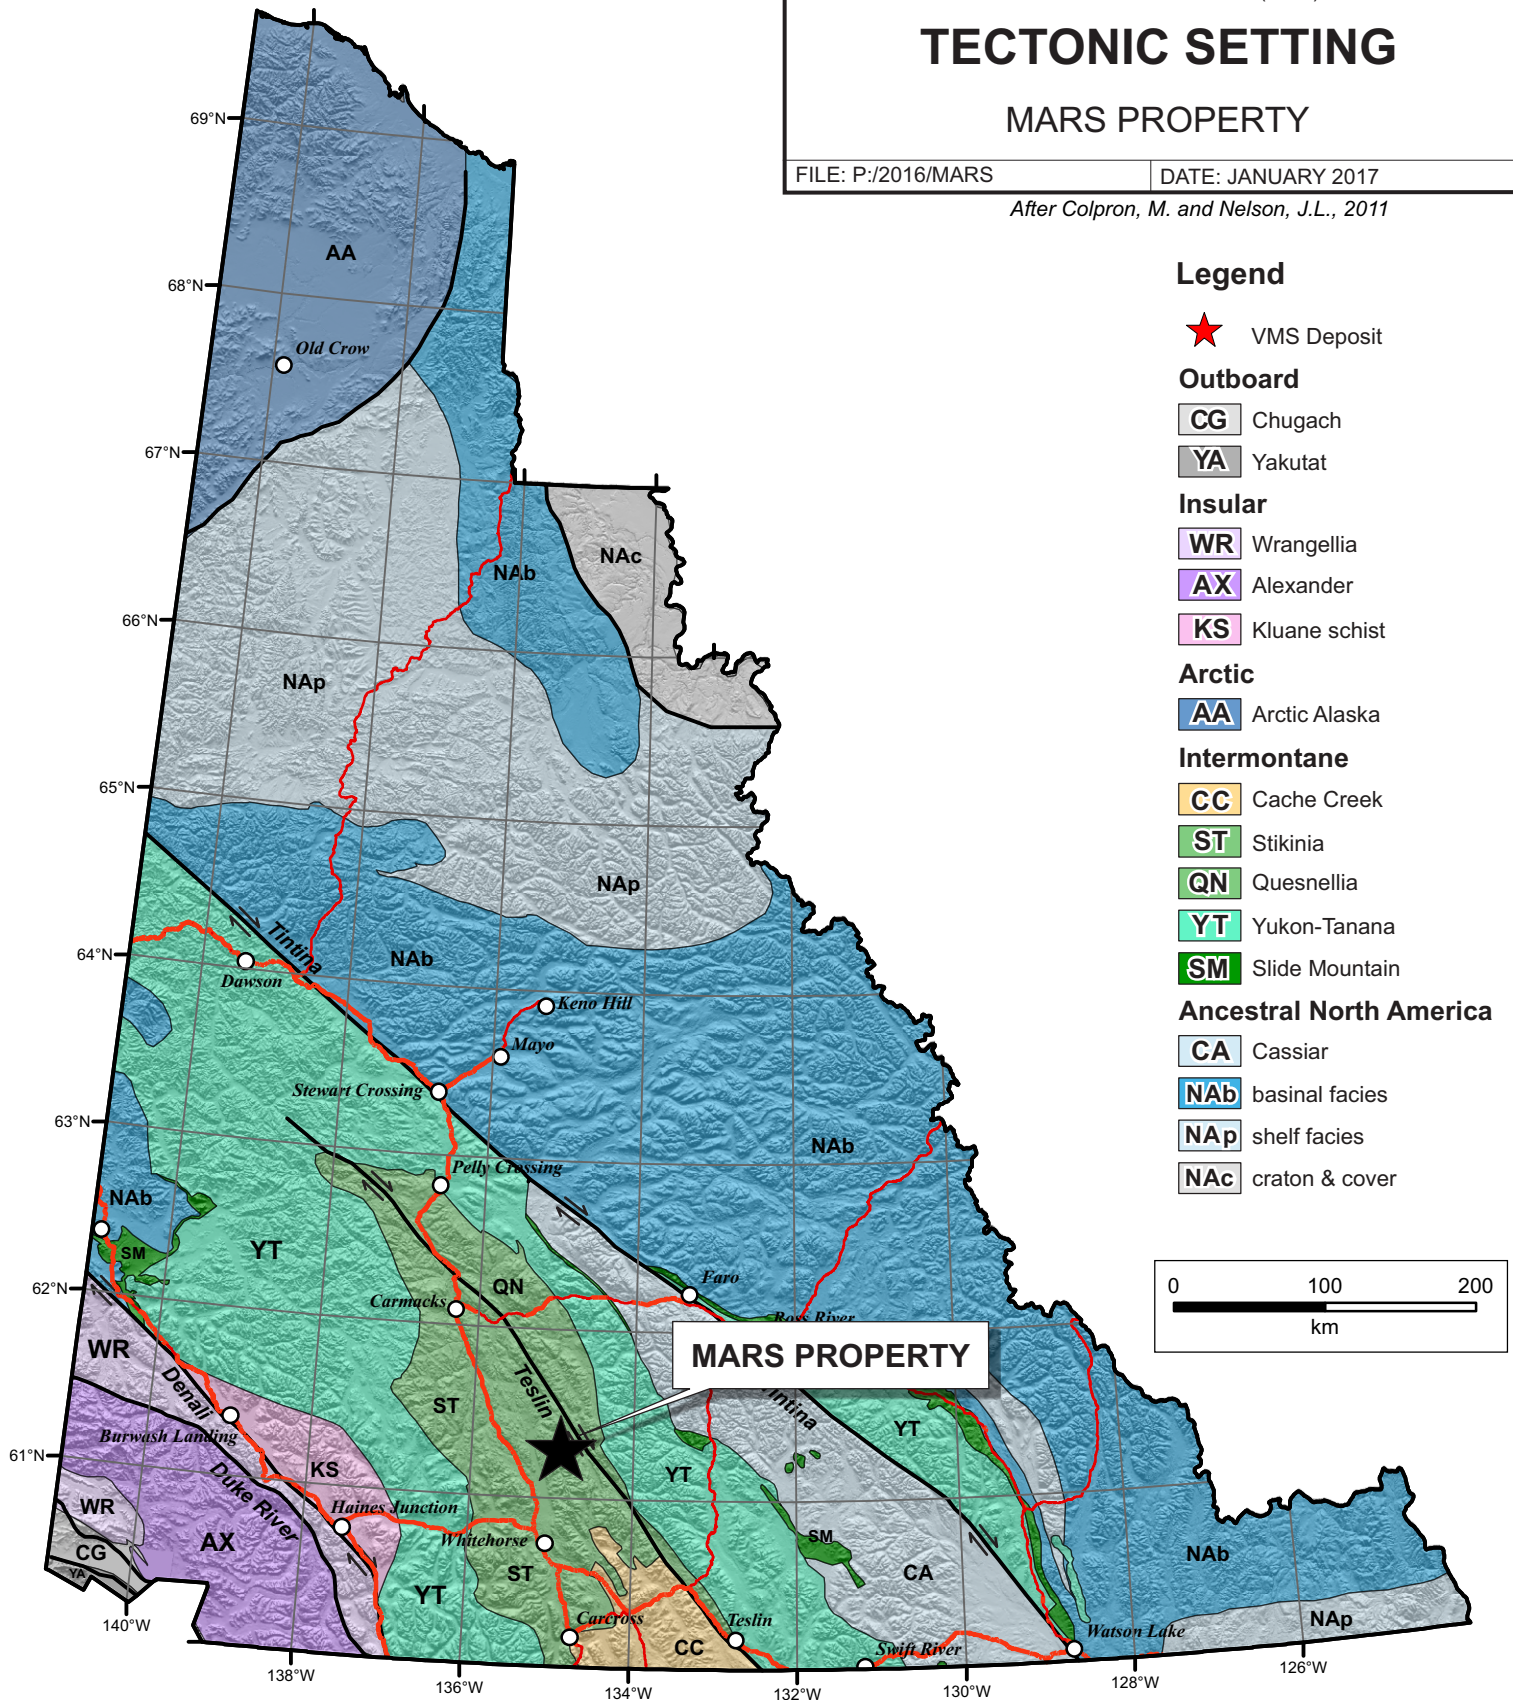 TECTONIC SETTING
MARS PROPERTY
FILE: P:/2016/MARS
DATE: JANUARY 2017
After Colpron, M. and Nelson, J.L., 2011
Legend
VMS Deposit
Outboard
CG Chugach
YA Yakutat
Insular
WR Wrangellia
AX Alexander
KS Kluane schist
Arctic
AA Arctic Alaska
Intermontane
CC Cache Creek
ST Stikinia
QN Quesnellia
YT Yukon-Tanana
SM Slide Mountain
Ancestral North America
CA Cassiar
NAb basinal facies
NAp shelf facies
NAc craton & cover
0 100 200
km
69°N
68°N
67°N
66°N
65°N
64°N
63°N
62°N
61°N
140°W
138°W
136°W
134°W
132°W
130°W
128°W
126°W
AA
Old Crow
NAc
NAb
NAp
NAp
Tintina
NAb
Dawson
Keno Hill
Mayo
Stewart Crossing
NAb
Pelly Crossing
NAb
YT
SM
QN
Faro
Carmacks
Ross River
MARS PROPERTY
WR
Denali
Teslin
Tintina
ST
YT
Burwash Landing
KS
YT
Duke River
WR
Haines Junction
AX
Whitehorse
SM
CG
YA
ST
CA
NAb
YT
Carcross
Teslin
CC
Swift River
Watson Lake
NAp